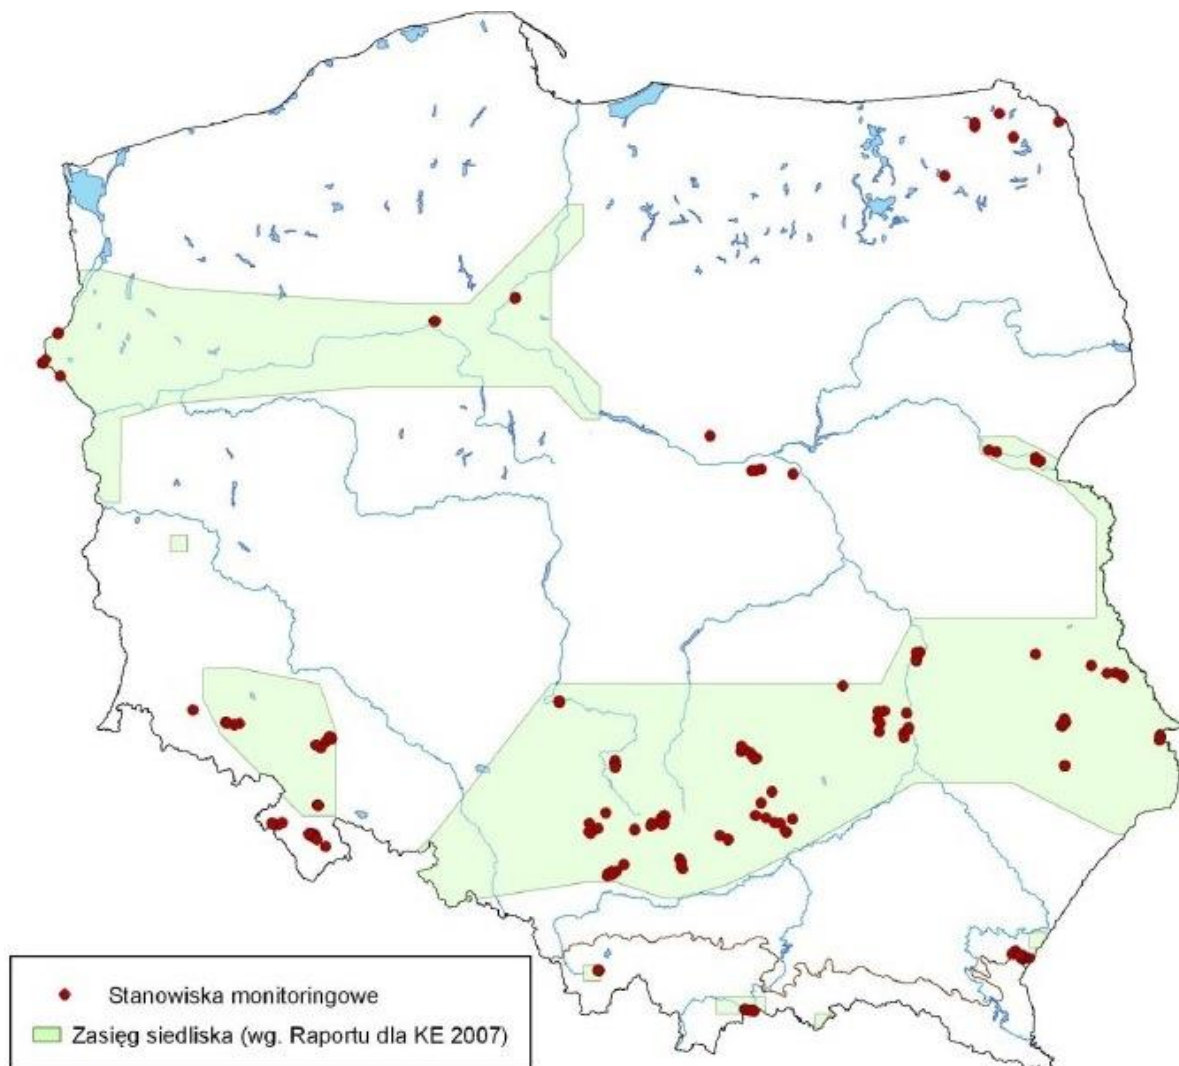 Stanowiska monitoringowe
Zasięg siedliska (wg. Raportu dla KE 2007)